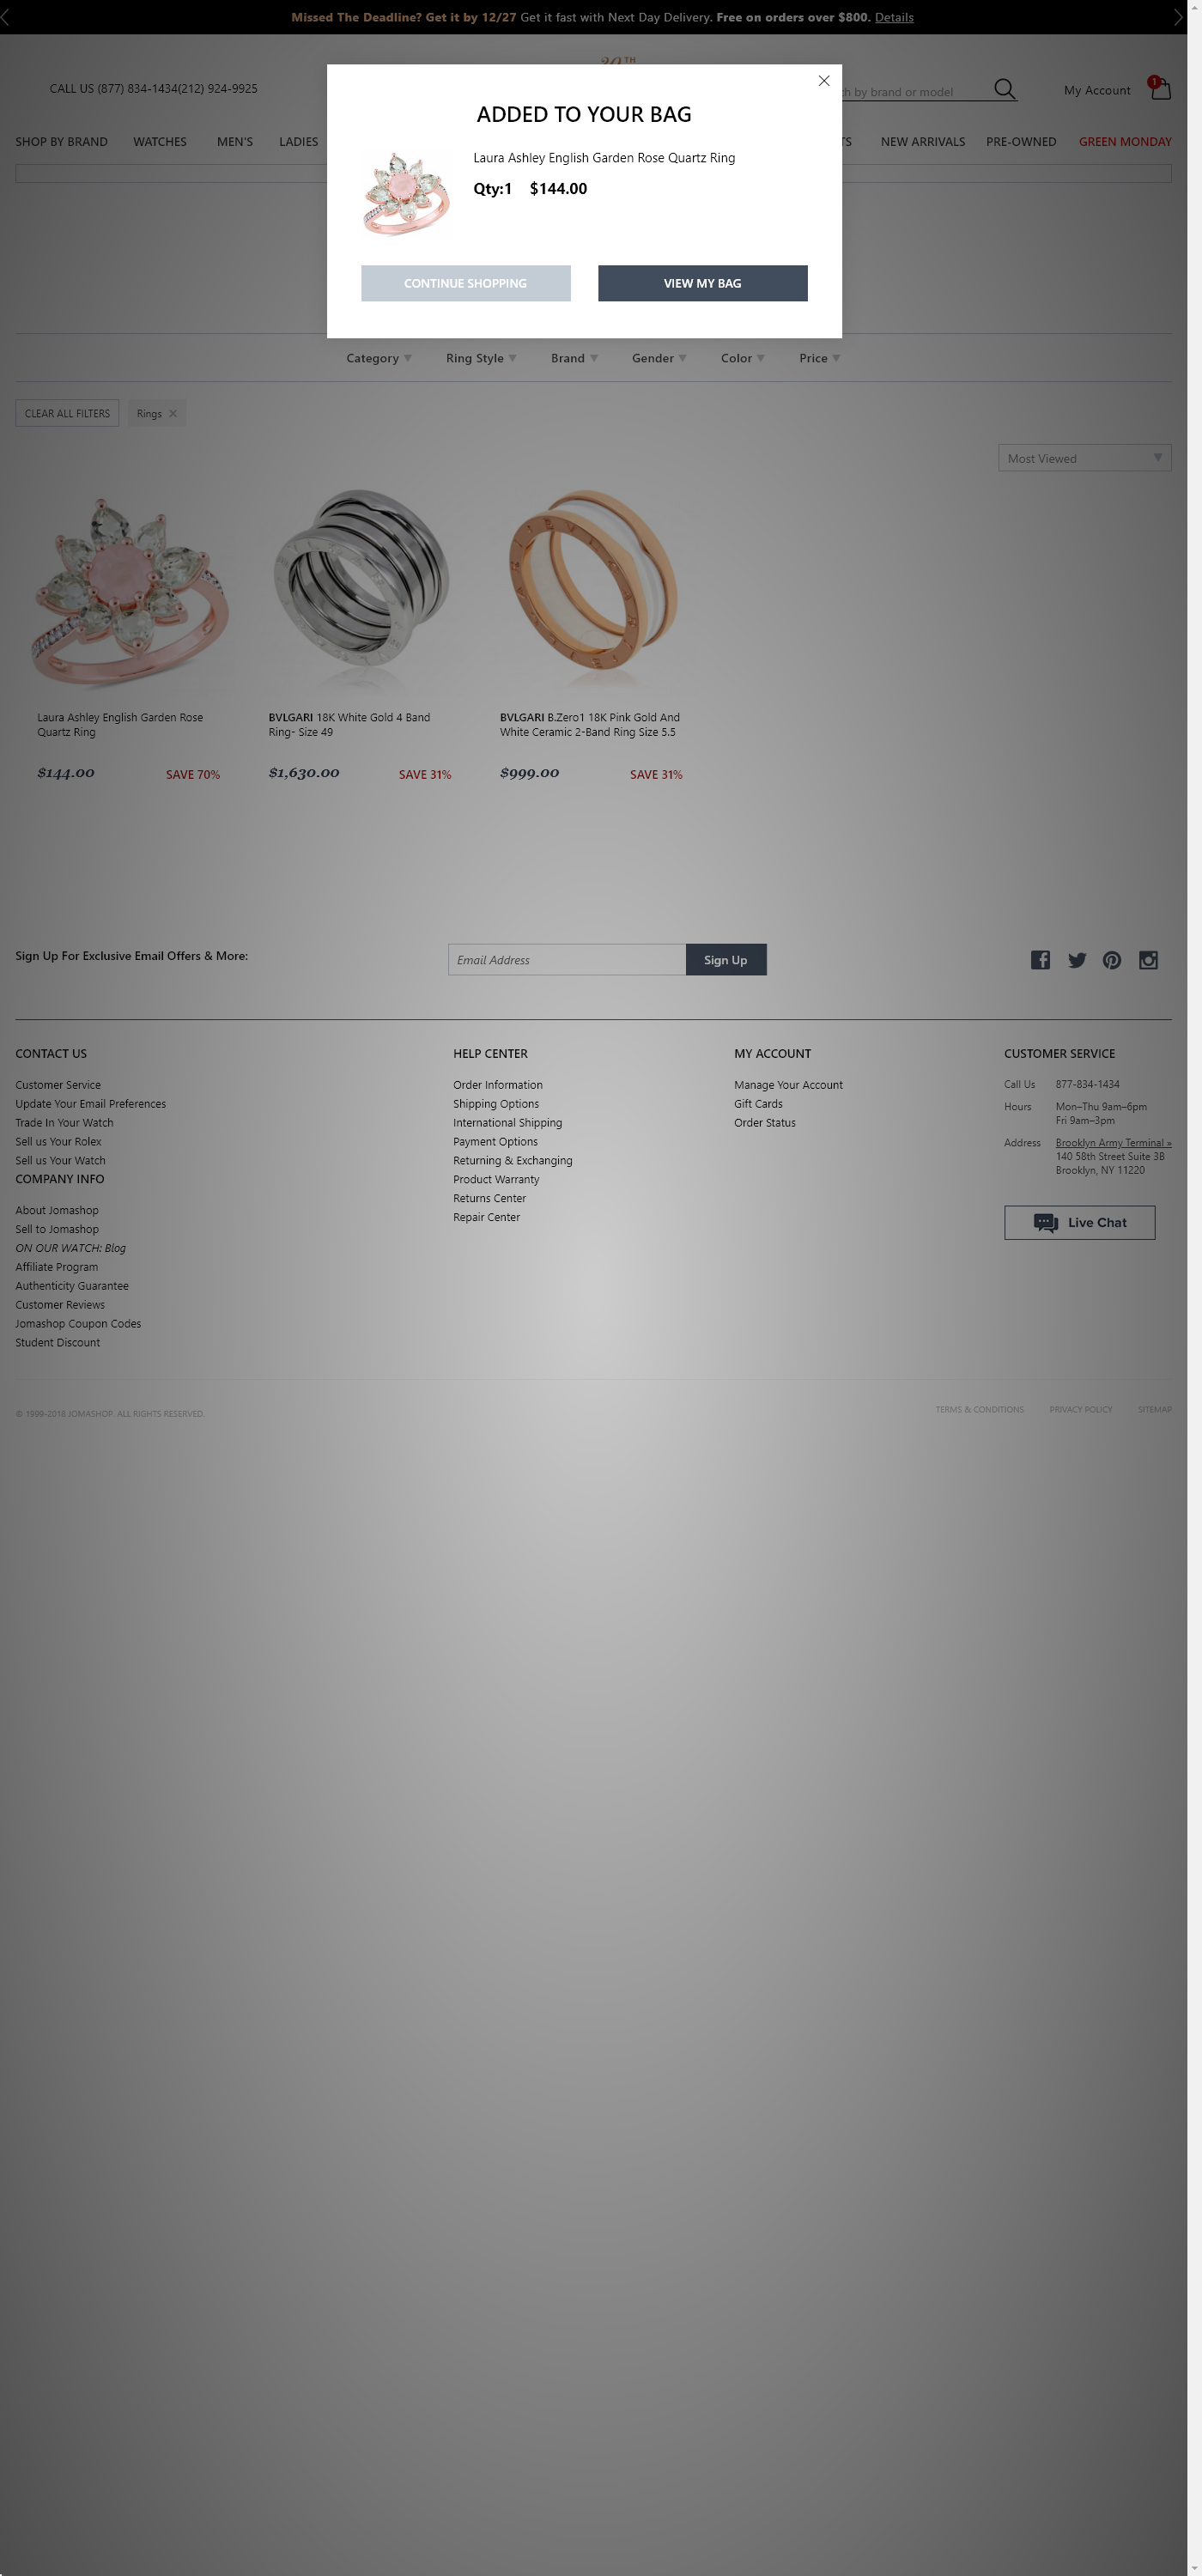 Missed The Deadline? Get it by 12/27 Get it fast with Next Day Delivery. Free on orders over $800. Details
CALL US (877) 834-1434(212) 924-9925
by brand or model
My Account
1
SHOP BY BRAND
WATCHES
MEN'S
LADIES
NEW ARRIVALS
PRE-OWNED
GREEN MONDAY
ADDED TO YOUR BAG
Laura Ashley English Garden Rose Quartz Ring
Qty:1 $144.00
CONTINUE SHOPPING
VIEW MY BAG
Category
Ring Style
Brand
Gender
Color
Price
CLEAR ALL FILTERS
Rings
Most Viewed
Laura Ashley English Garden Rose
Quartz Ring
$144.00
SAVE 70%
BVLGARI 18K White Gold 4 Band
Ring- Size 49
$1,630.00
SAVE 31%
BVLGARI B.Zero1 18K Pink Gold And
White Ceramic 2-Band Ring Size 5.5
$999.00
SAVE 31%
Sign Up For Exclusive Email Offers & More:
Email Address
Sign Up
CONTACT US
Customer Service
Update Your Email Preferences
Trade In Your Watch
Sell us Your Rolex
Sell us Your Watch
COMPANY INFO
About Jomashop
Sell to Jomashop
ON OUR WATCH: Blog
Affiliate Program
Authenticity Guarantee
Customer Reviews
Jomashop Coupon Codes
Student Discount
HELP CENTER
Order Information
Shipping Options
International Shipping
Payment Options
Returning & Exchanging
Product Warranty
Returns Center
Repair Center
MY ACCOUNT
Manage Your Account
Gift Cards
Order Status
CUSTOMER SERVICE
Call Us 877-834-1434
Hours Mon–Thu 9am–6pm
Fri 9am–3pm
Address Brooklyn Army Terminal »
140 58th Street Suite 3B
Brooklyn, NY 11220
Live Chat
© 1999-2018 JOMASHOP. ALL RIGHTS RESERVED.
TERMS & CONDITIONS
PRIVACY POLICY
SITEMAP